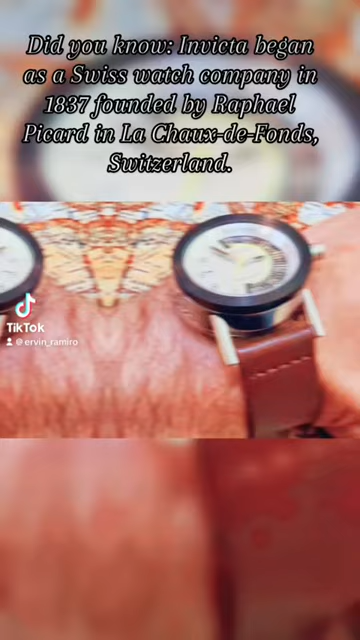 Did you know: Invicta began
as a Swiss watch company in
1837 founded by Raphael
Picard in La Chaux-de-Fonds,
Switzerland.
TikTok
@ervin_ramiro